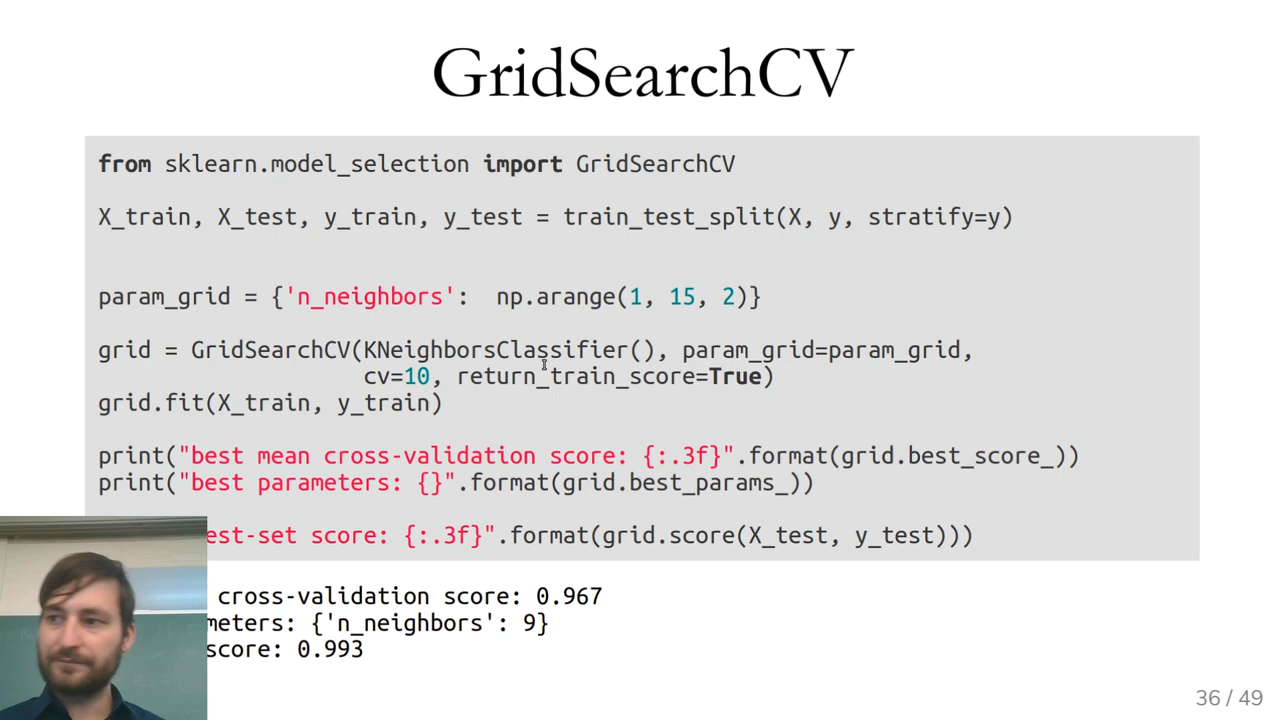 GridSearchCV
from sklearn.model_selection import GridSearchCV
X_train, X_test, y_train, y_test = train_test_split(X, y, stratify=y)
param_grid = {'n_neighbors':  np.arange(1, 15, 2)}
grid = GridSearchCV(KNeighborsClassifier(), param_grid=param_grid,
cv=10, return_train_score=True)
grid.fit(X_train, y_train)
print("best mean cross-validation score: {:.3f}".format(grid.best_score_))
print("best parameters: {}".format(grid.best_params_))
est-set score: {:.3f}".format(grid.score(X_test, y_test)))
cross-validation score: 0.967
meters: {'n_neighbors': 9}
score: 0.993
36 / 49